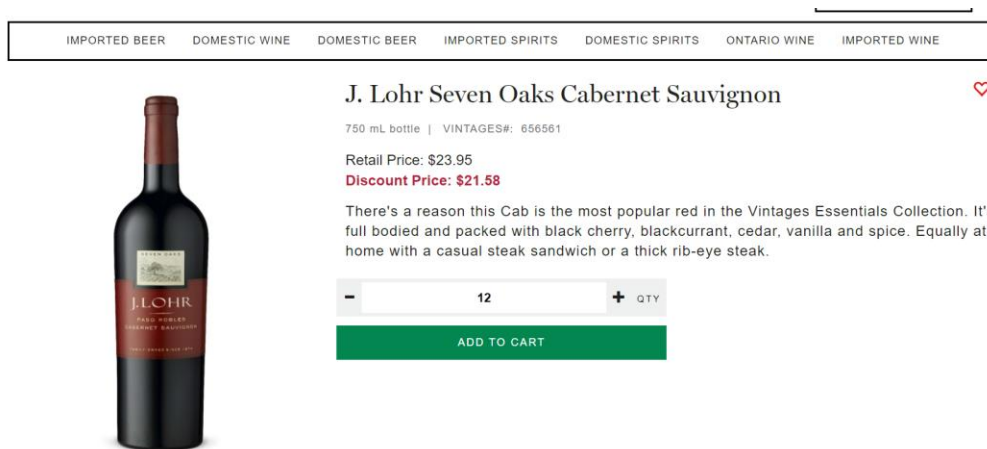 IMPORTED BEER DOMESTIC WINE DOMESTIC BEER IMPORTED SPIRITS DOMESTIC SPIRITS ONTARIO WINE IMPORTED WINE
J. Lohr Seven Oaks Cabernet Sauvignon
750 mL bottle | VINTAGES#: 656561
Retail Price: $23.95
Discount Price: $21.58
There's a reason this Cab is the most popular red in the Vintages Essentials Collection. It'
full bodied and packed with black cherry, blackcurrant, cedar, vanilla and spice. Equally at
home with a casual steak sandwich or a thick rib-eye steak.
- 12 + QTY
ADD TO CART
SEVEN OAKS
J. LOHR
PASO ROBLES
CABERNET SAUVIGNON